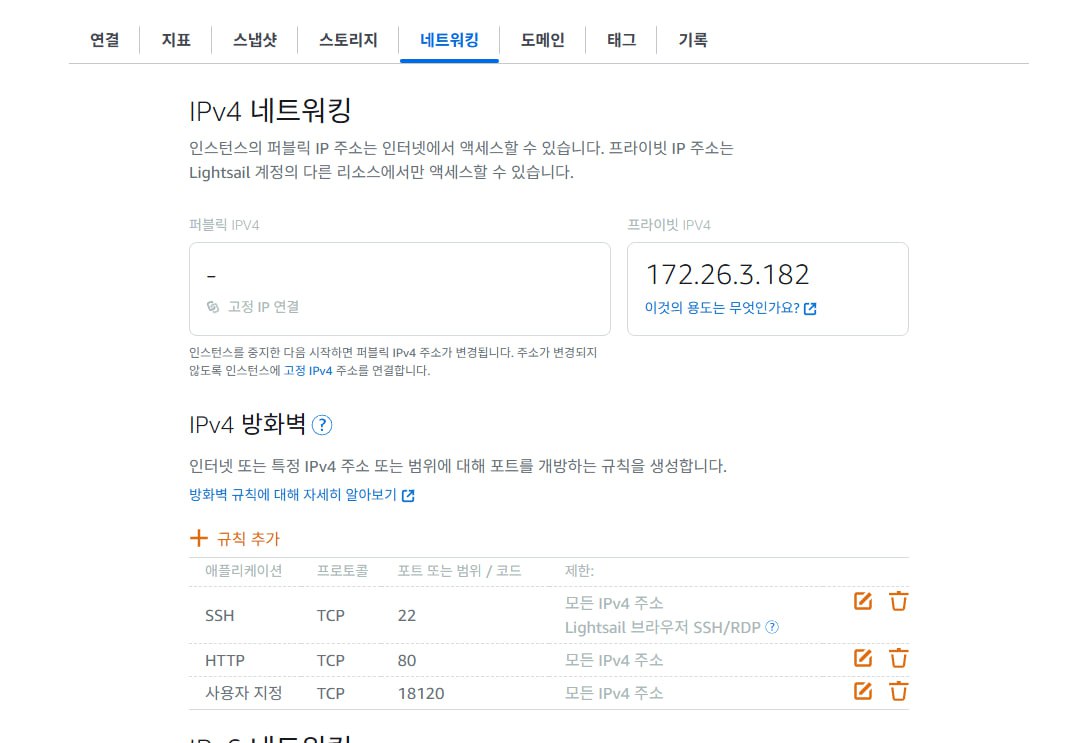 연결 지표 스냅샷 스토리지 네트워킹 도메인 태그 기록
IPv4 네트워킹
인스턴스의 퍼블릭 IP 주소는 인터넷에서 액세스할 수 있습니다. 프라이빗 IP 주소는
Lightsail 계정의 다른 리소스에서만 액세스할 수 있습니다.
퍼블릭 IPV4 프라이빗 IPV4
– 172.26.3.182
고정 IP 연결 이것의 용도는 무엇인가요?
인스턴스를 중지한 다음 시작하면 퍼블릭 IPv4 주소가 변경됩니다. 주소가 변경되지
않도록 인스턴스에 고정 IPv4 주소를 연결합니다.
IPv4 방화벽 ?
인터넷 또는 특정 IPv4 주소 또는 범위에 대해 포트를 개방하는 규칙을 생성합니다.
방화벽 규칙에 대해 자세히 알아보기
+ 규칙 추가
애플리케이션 프로토콜 포트 또는 범위 / 코드 제한:
SSH TCP 22 모든 IPv4 주소
Lightsail 브라우저 SSH/RDP ?
HTTP TCP 80 모든 IPv4 주소
사용자 지정 TCP 18120 모든 IPv4 주소
IPv6 네트워킹